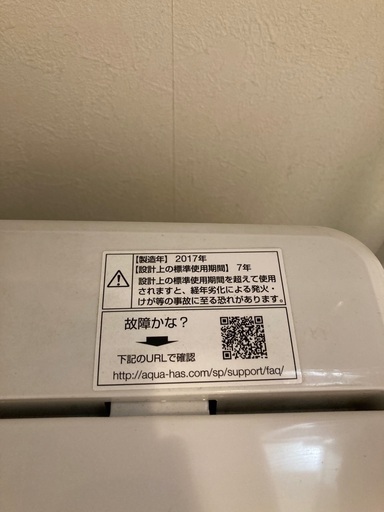 【製造年】 2017年
【設計上の標準使用期間】 7年
設計上の標準使用期間を超えて使用
されますと、経年劣化による発火・
けが等の事故に至る恐れがあります。
故障かな?
下記のURLで確認
http://aqua-has.com/sp/support/faq/